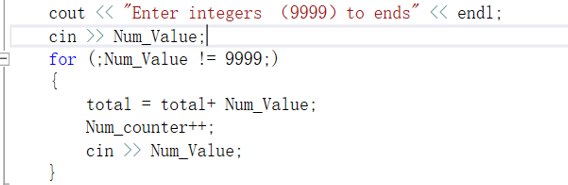 cout << "Enter integers （9999) to ends" << endl;
cin >> Num_Value;
for (;Num_Value != 9999;)
{
total = total+ Num_Value;
Num_counter++;
cin >> Num_Value;
}